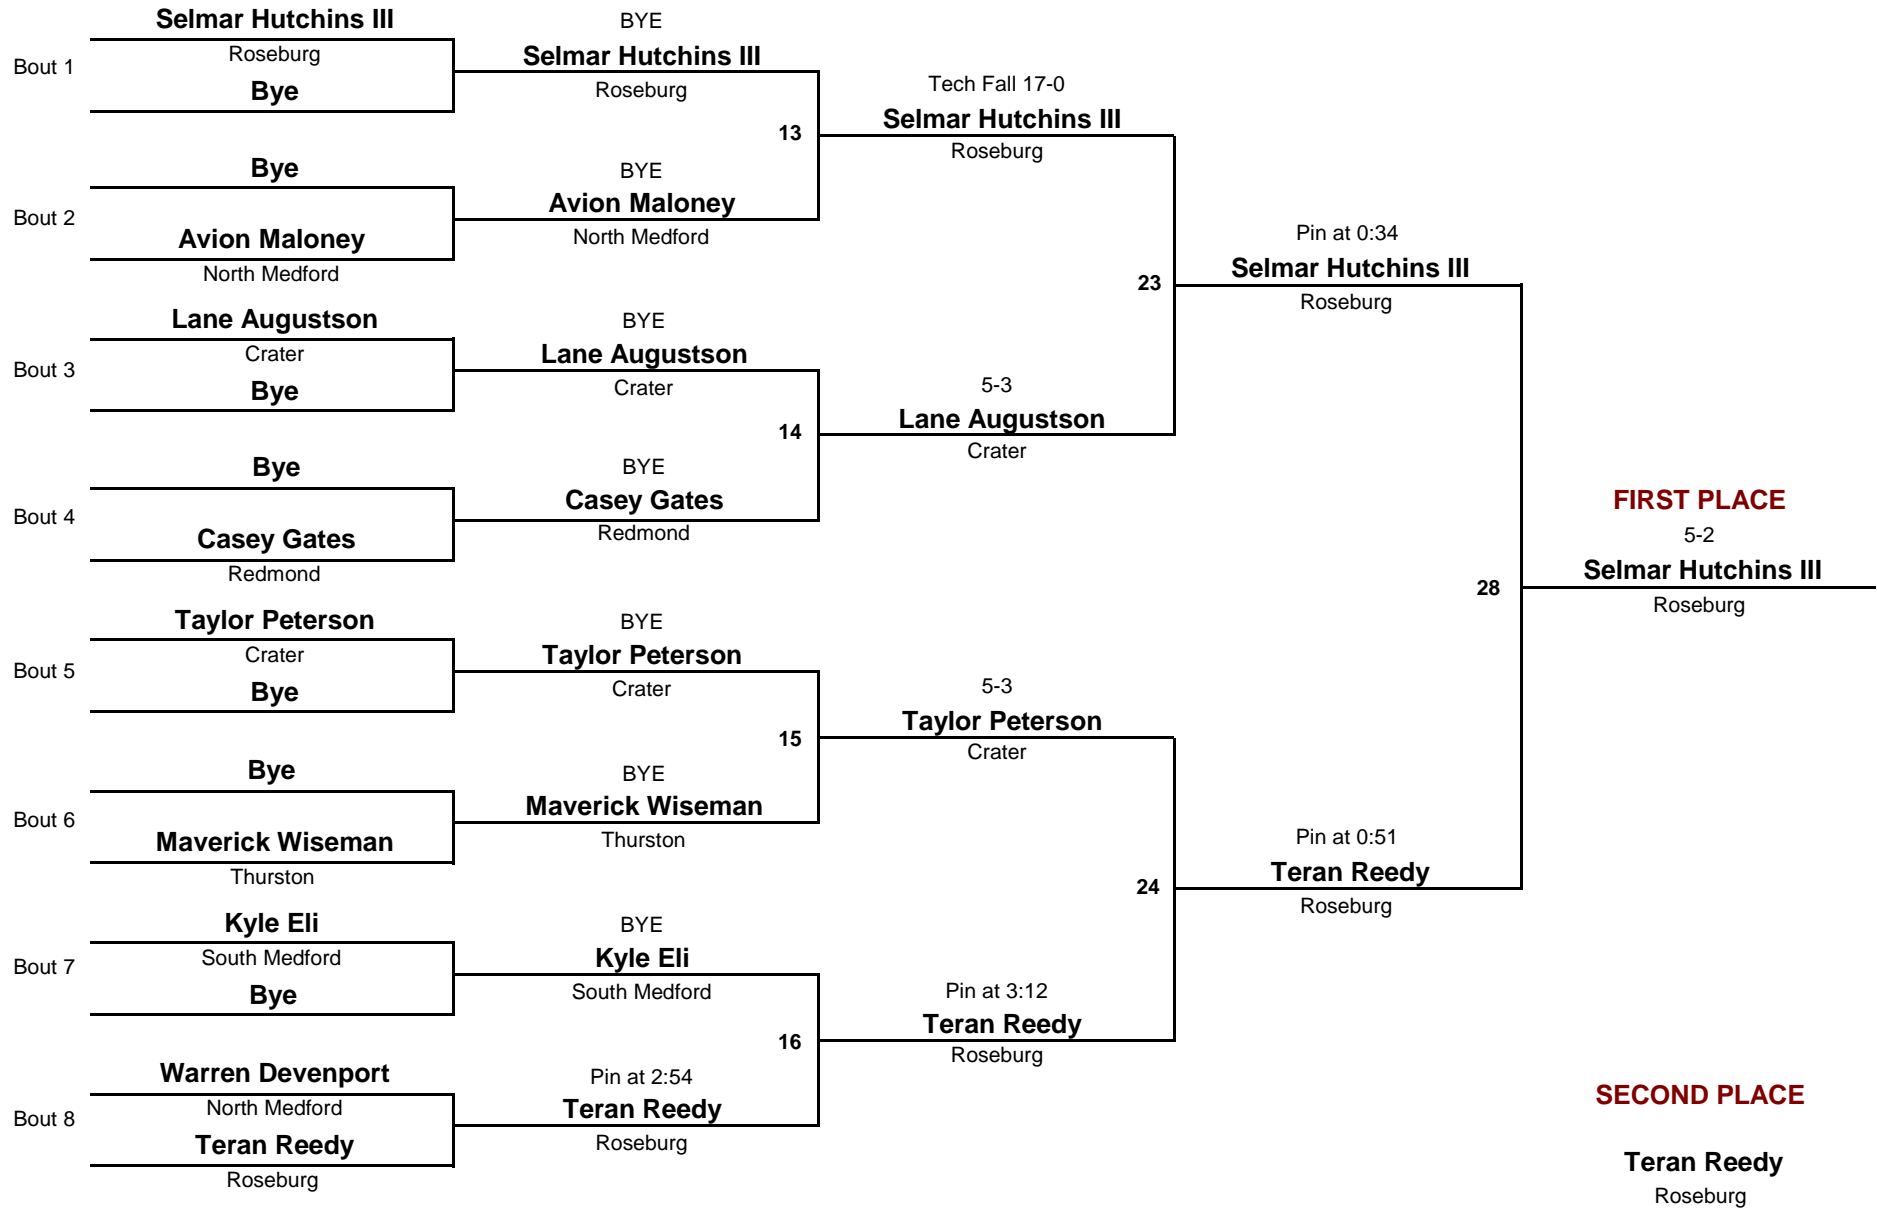 Selmar Hutchins III
Roseburg
Bout 1
Bye
Bye
Bout 2
Avion Maloney
North Medford
Lane Augustson
Crater
Bout 3
Bye
Bye
Bout 4
Casey Gates
Redmond
Taylor Peterson
Crater
Bout 5
Bye
Bye
Bout 6
Maverick Wiseman
Thurston
Kyle Eli
South Medford
Bout 7
Bye
Warren Devenport
North Medford
Bout 8
Teran Reedy
Roseburg
BYE
Selmar Hutchins III
Roseburg
13
BYE
Avion Maloney
North Medford
BYE
Lane Augustson
Crater
14
BYE
Casey Gates
Redmond
BYE
Taylor Peterson
Crater
15
BYE
Maverick Wiseman
Thurston
BYE
Kyle Eli
South Medford
16
Pin at 2:54
Teran Reedy
Roseburg
Tech Fall 17-0
Selmar Hutchins III
Roseburg
23
5-3
Lane Augustson
Crater
5-3
Taylor Peterson
Crater
24
Pin at 3:12
Teran Reedy
Roseburg
Pin at 0:34
Selmar Hutchins III
Roseburg
28
Pin at 0:51
Teran Reedy
Roseburg
FIRST PLACE
5-2
Selmar Hutchins III
Roseburg
SECOND PLACE
Teran Reedy
Roseburg